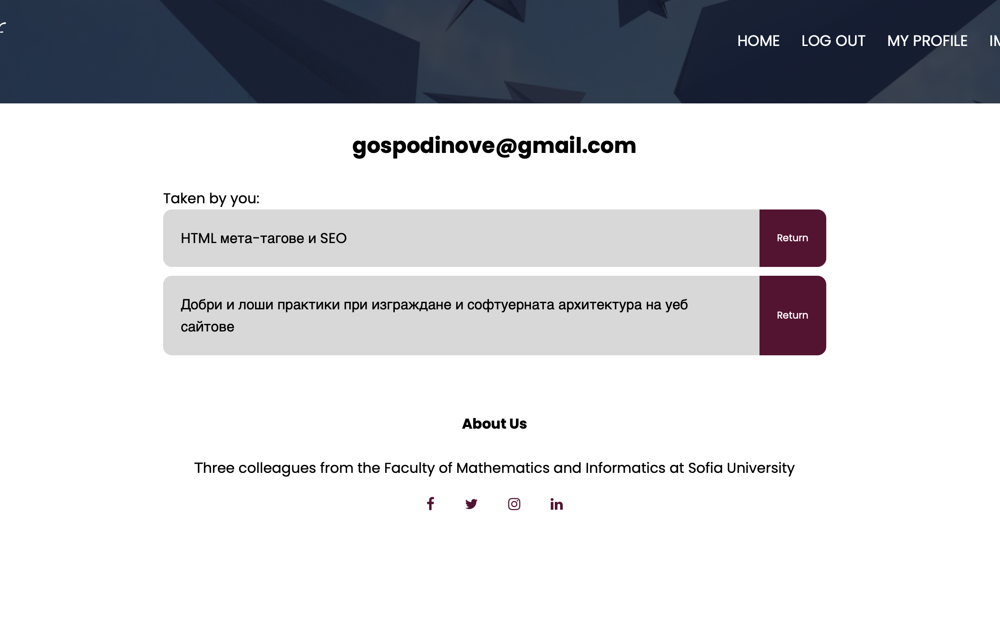 HOME LOG OUT MY PROFILE
gospodinove@gmail.com
Taken by you:
HTML мета-тагове и SEO
Return
Добри и лоши практики при изграждане и софтуерната архитектура на уеб
сайтове
Return
About Us
Three colleagues from the Faculty of Mathematics and Informatics at Sofia University